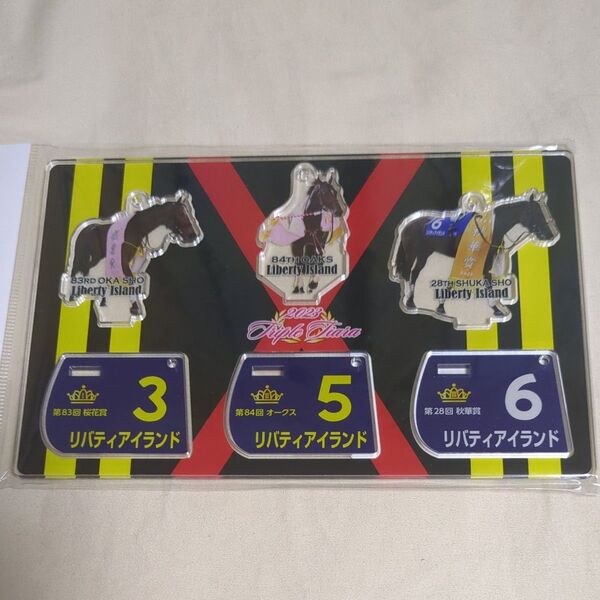 83RD OKA SHO
Liberty Island
84TH OAKS
Liberty Island
6
28TH SHUKA SHO
Liberty Island
2023
Triple Tiara
第83回 桜花賞
3
リバティアイランド
第84回 オークス
5
リバティアイランド
第28回 秋華賞
6
リバティアイランド